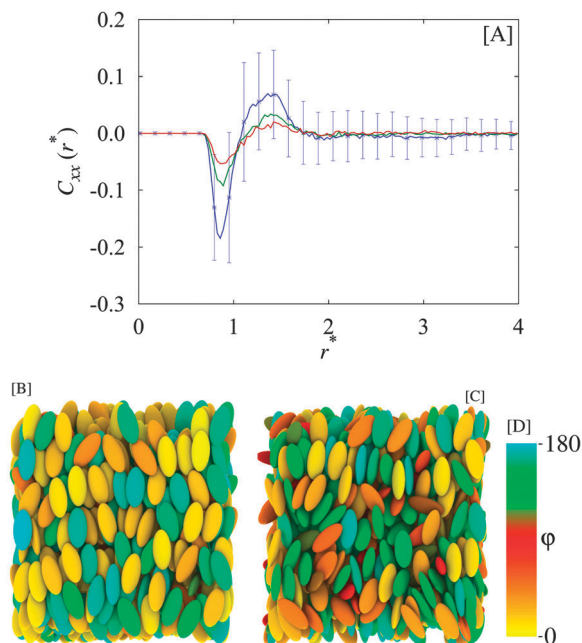 [A]
0.2
0.1
0.0
-0.1
-0.2
-0.3
C_xx(r*)
0 1 2 3 4
r*
[B]
[C]
[D]
-180
φ
-0